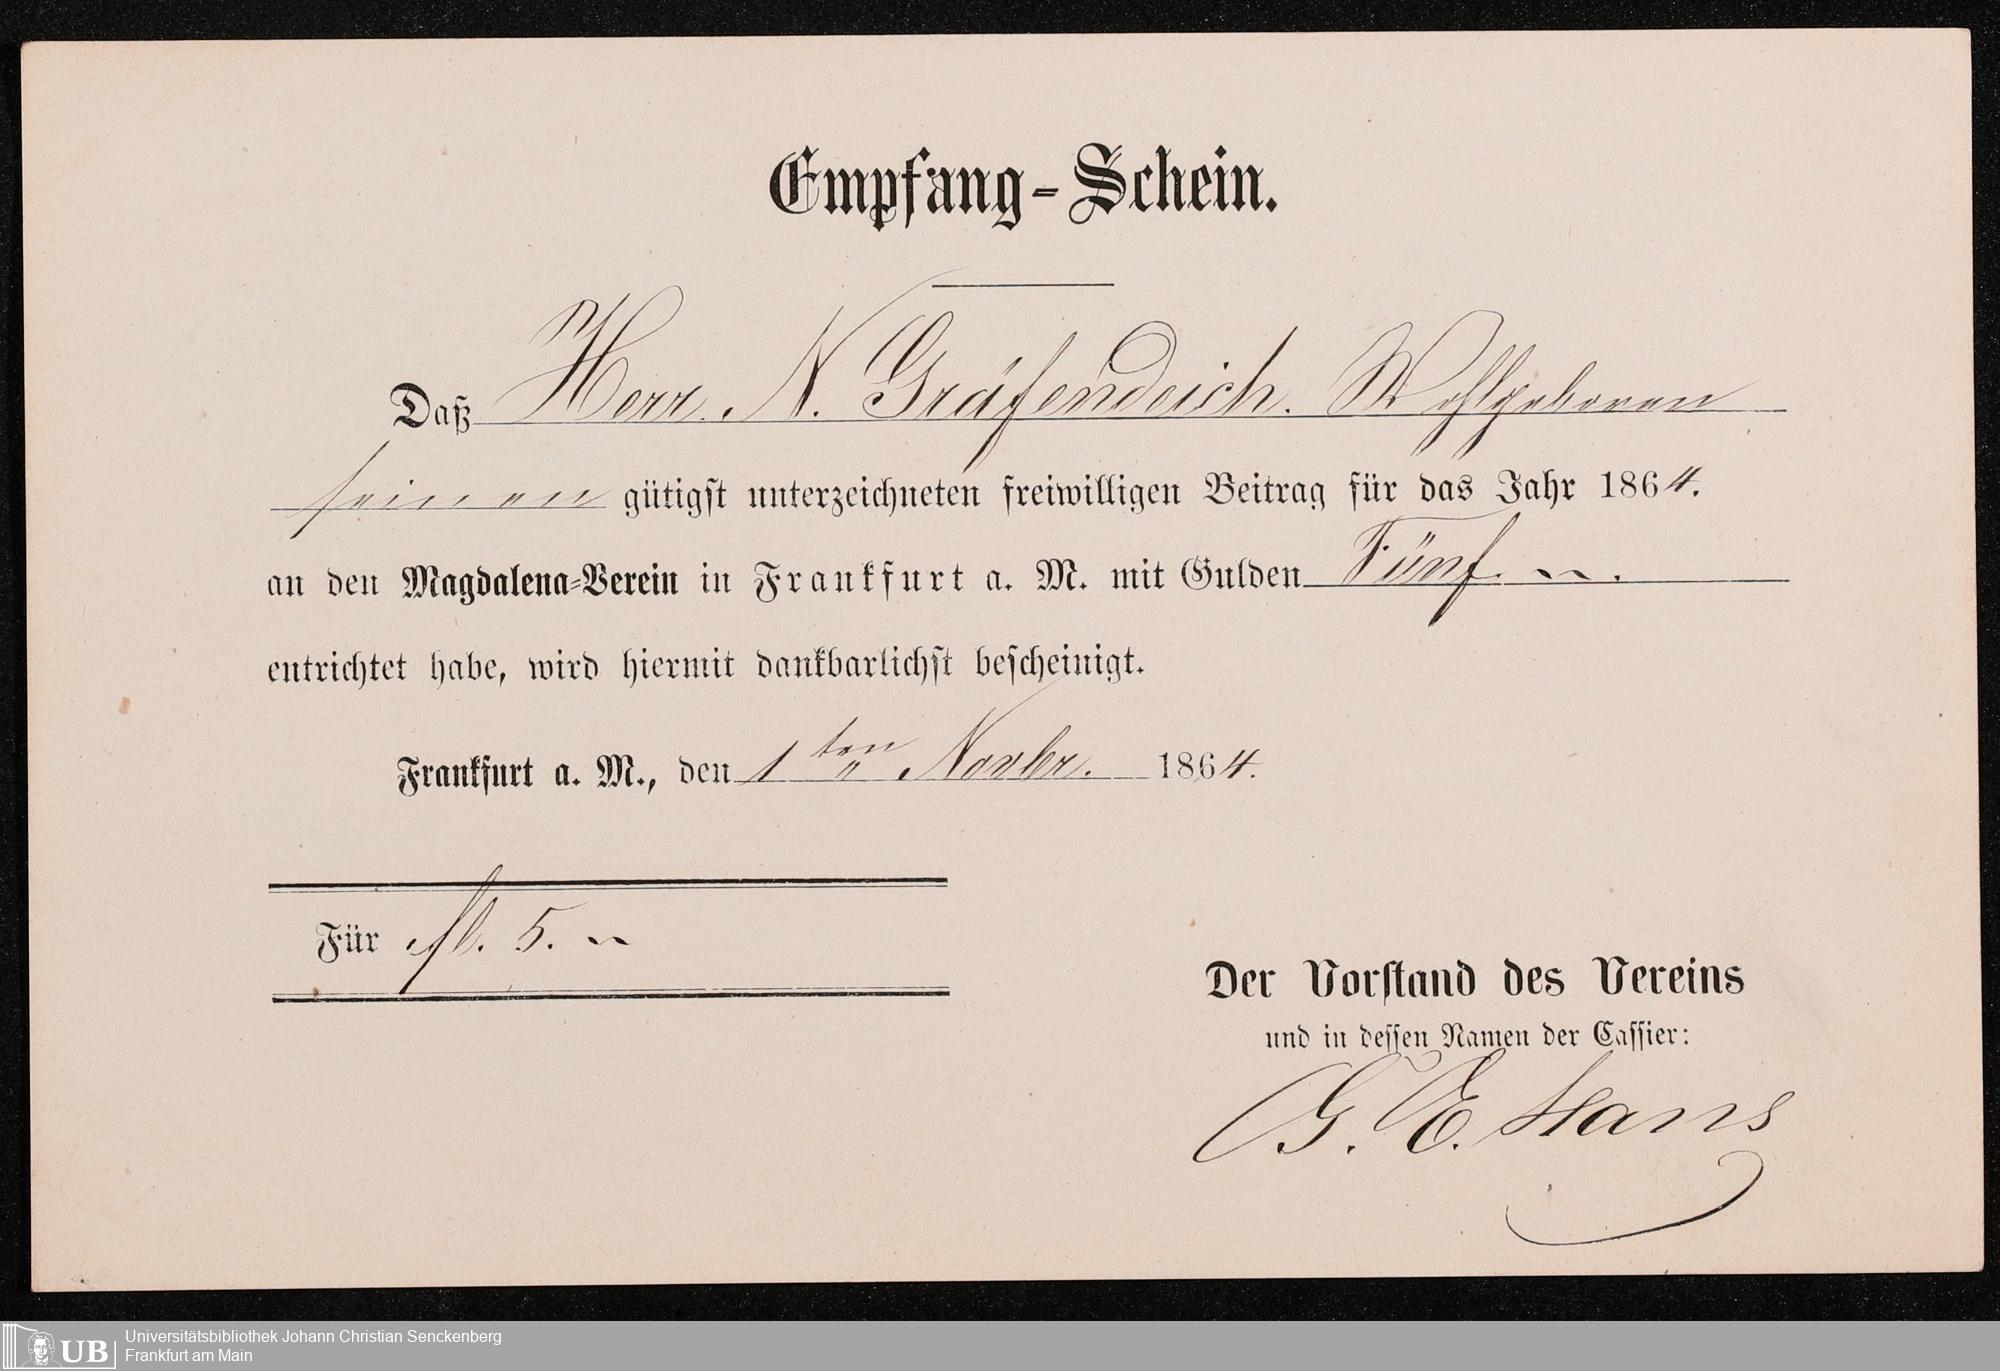 Empfang-Schein.
Daß Herr N. Gräfendeich. Wohlgeboren
seinen gütigst unterzeichneten freiwilligen Beitrag für das Jahr 1864.
an den Magdalena-Verein in Frankfurt a. M. mit Gulden Fünf. „.
entrichtet habe, wird hiermit dankbarlichst bescheinigt.
Frankfurt a. M., den 1ten Novbr. 1864.
Für fl. 5. „
Der Vorstand des Vereins
und in dessen Namen der Cassier:
G. E. Hans
UB
Universitätsbibliothek Johann Christian Senckenberg
Frankfurt am Main